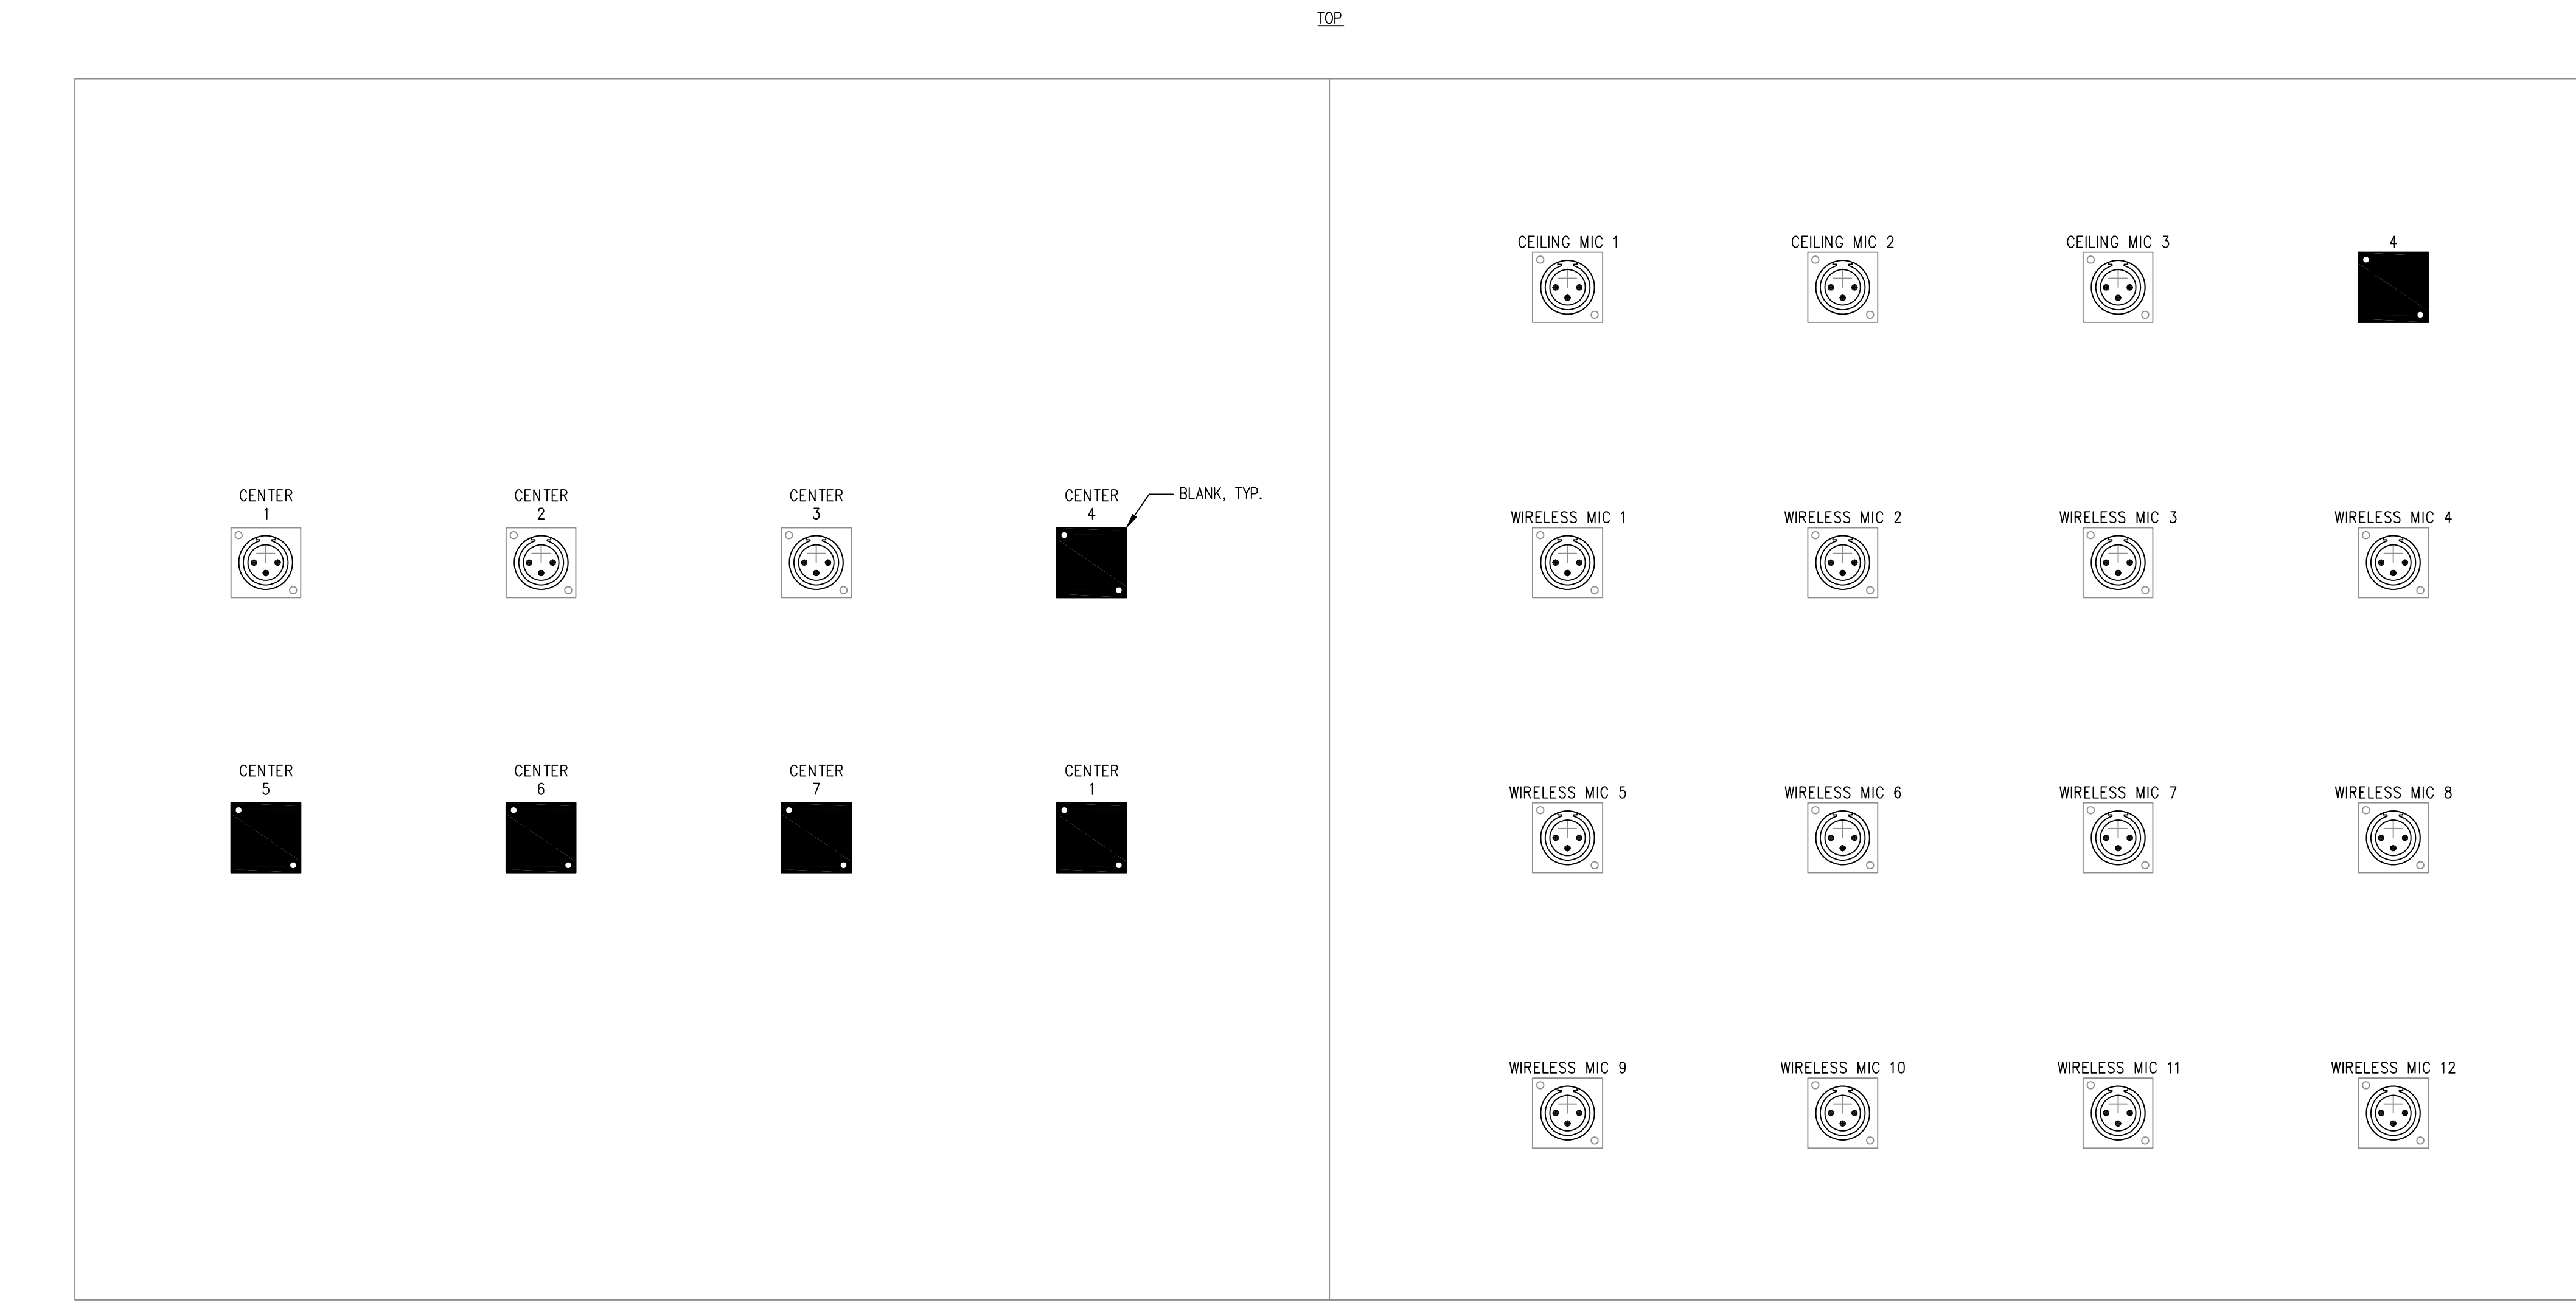 TOP
CEILING MIC 1
CEILING MIC 2
CEILING MIC 3
4
CENTER
1
CENTER
2
CENTER
3
CENTER
4
BLANK, TYP.
WIRELESS MIC 1
WIRELESS MIC 2
WIRELESS MIC 3
WIRELESS MIC 4
CENTER
5
CENTER
6
CENTER
7
CENTER
1
WIRELESS MIC 5
WIRELESS MIC 6
WIRELESS MIC 7
WIRELESS MIC 8
WIRELESS MIC 9
WIRELESS MIC 10
WIRELESS MIC 11
WIRELESS MIC 12